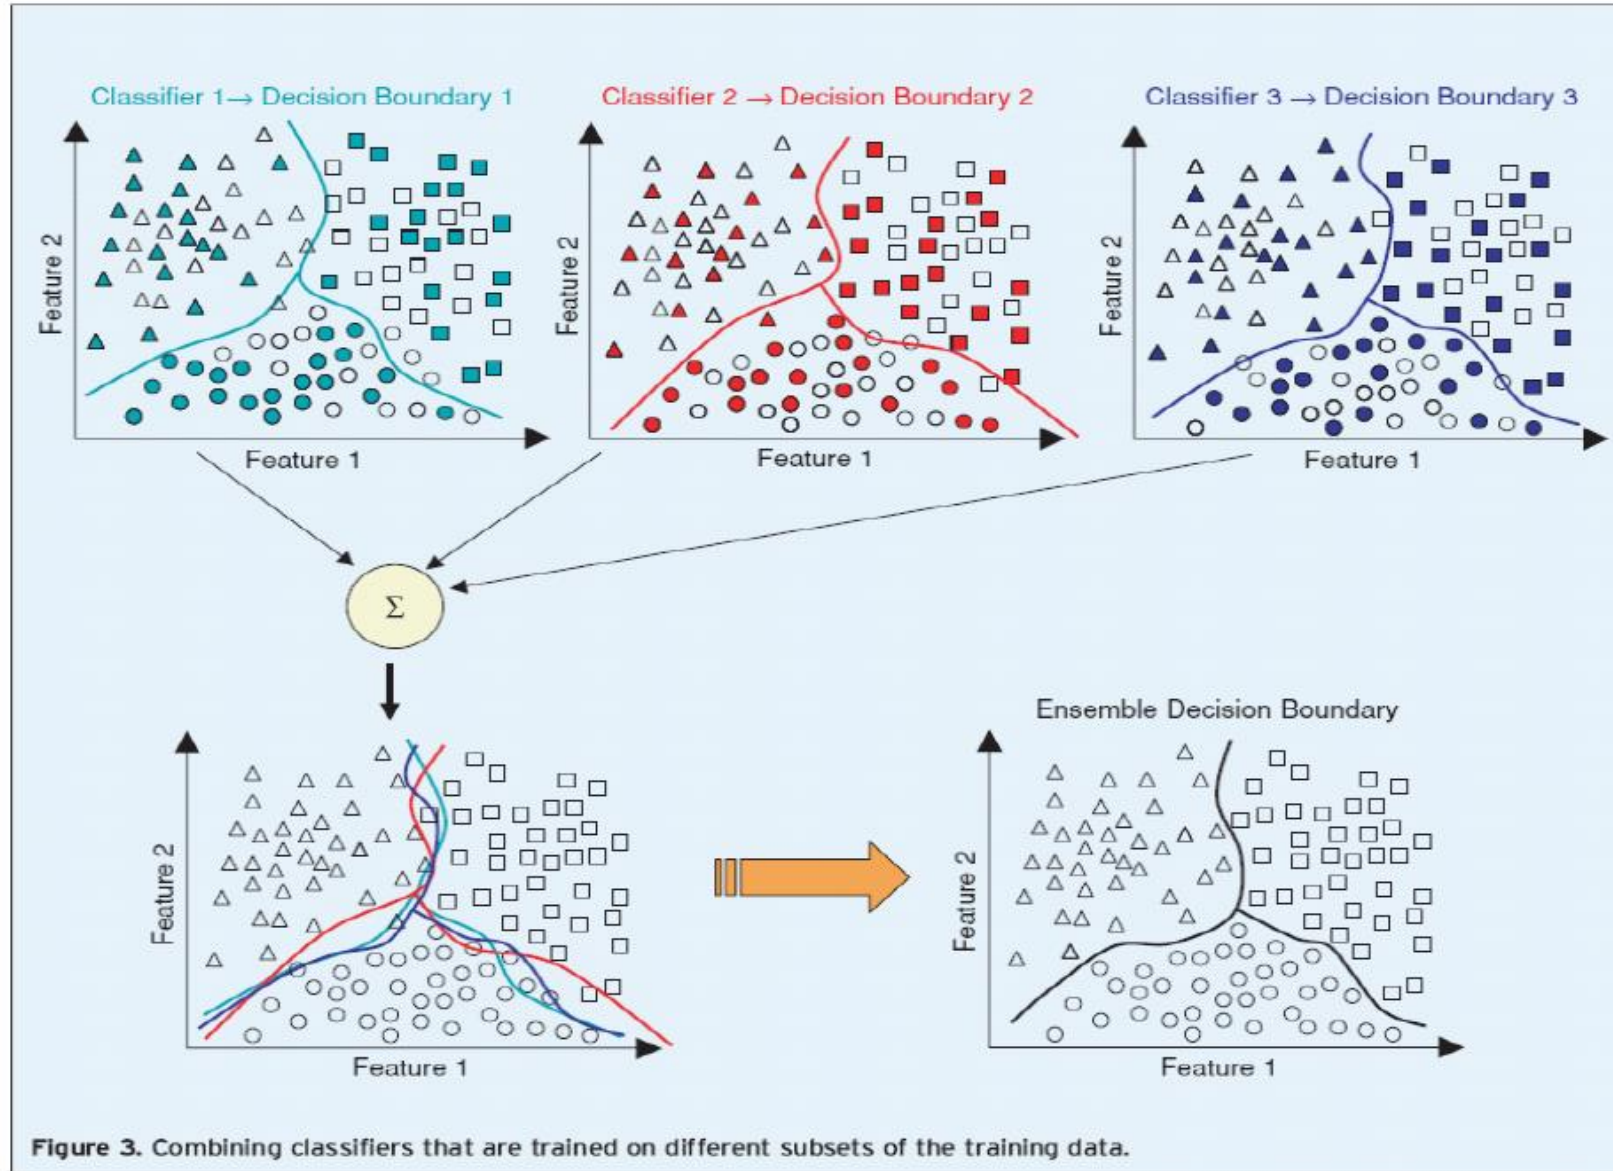 Classifier 1→ Decision Boundary 1
Classifier 2 → Decision Boundary 2
Classifier 3 → Decision Boundary 3
Feature 2
Feature 1
Feature 2
Feature 1
Feature 2
Feature 1
Σ
Feature 2
Feature 1
Ensemble Decision Boundary
Feature 2
Feature 1
Figure 3. Combining classifiers that are trained on different subsets of the training data.